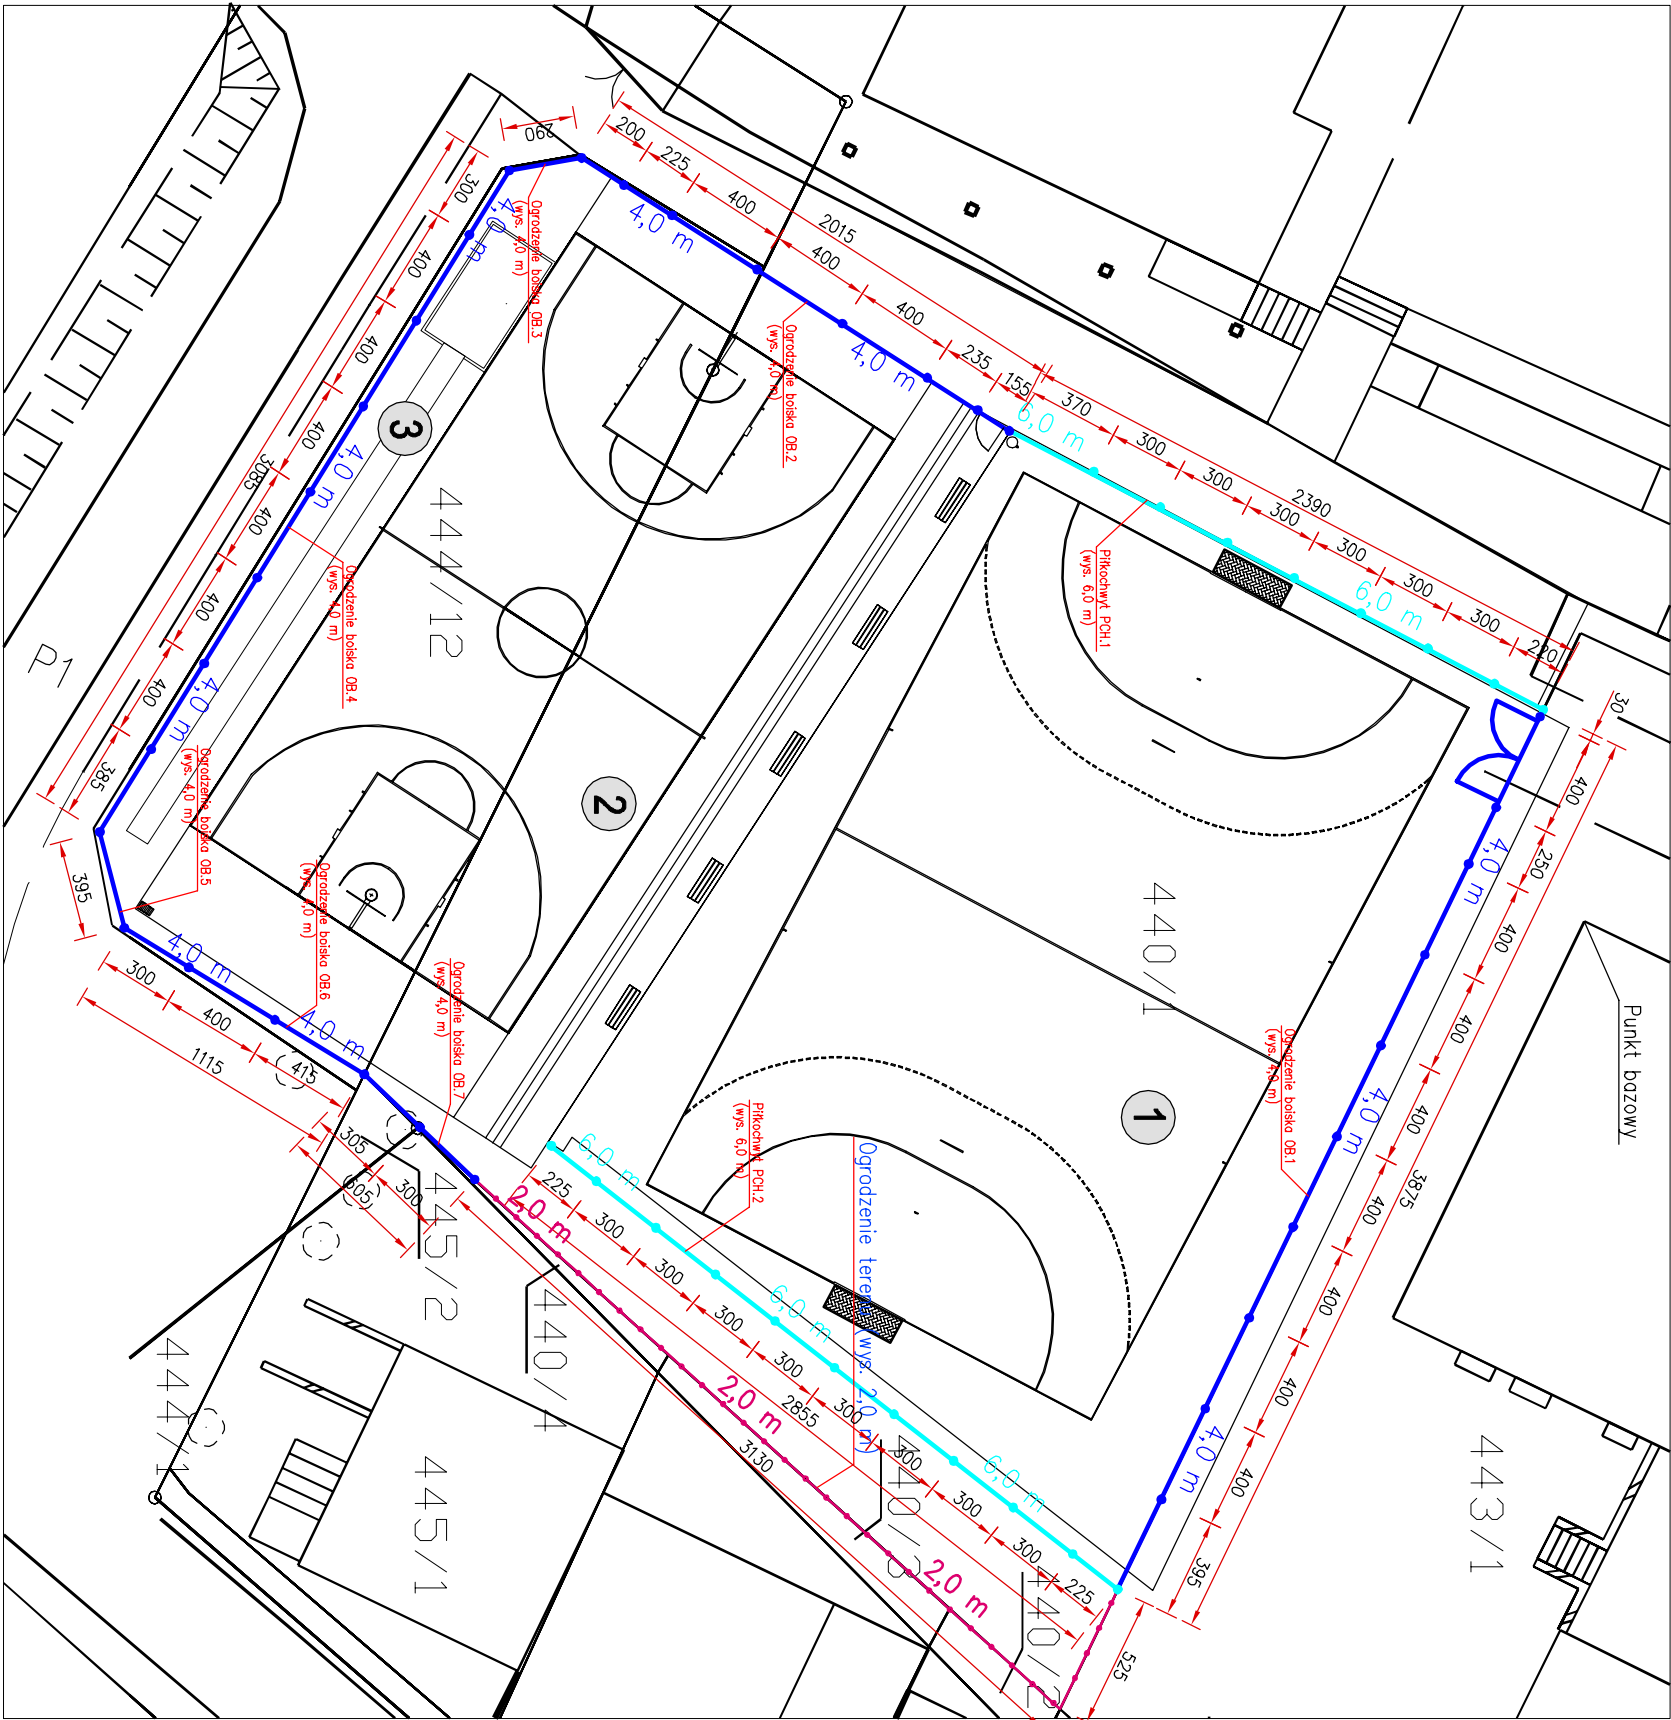 290
200
225
400
2015
400
400
235
155
370
300
300
2390
300
300
300
300
220
30
4,0 m
4,0 m
6,0 m
6,0 m
Ogrodzenie boiska OB.3
(wys. 4,0 m)
Ogrodzenie boiska OB.2
(wys. 4,0 m)
Piłkochwyt PCH.1
(wys. 6,0 m)
300
400
400
400
3085
400
400
400
385
4,0 m
4,0 m
4,0 m
3
444/12
Ogrodzenie boiska OB.4
(wys. 4,0 m)
P1
2
Ogrodzenie boiska OB.5
(wys. 4,0 m)
395
Ogrodzenie boiska OB.6
(wys. 4,0 m)
Ogrodzenie boiska OB.7
(wys. 4,0 m)
4,0 m
4,0 m
300
400
415
1115
305
300
605
440/1
1
Ogrodzenie boiska OB.1
(wys. 4,0 m)
Punkt bazowy
400
250
400
400
400
3875
400
400
400
400
395
525
4,0 m
4,0 m
4,0 m
Piłkochwyt PCH.2
(wys. 6,0 m)
Ogrodzenie terenu (wys. 2,0 m)
6,0 m
6,0 m
6,0 m
225
300
300
300
300
300
300
300
300
225
2855
3130
2,0 m
2,0 m
2,0 m
445/2
440/4
440/3
440/2
444/1
445/1
443/1